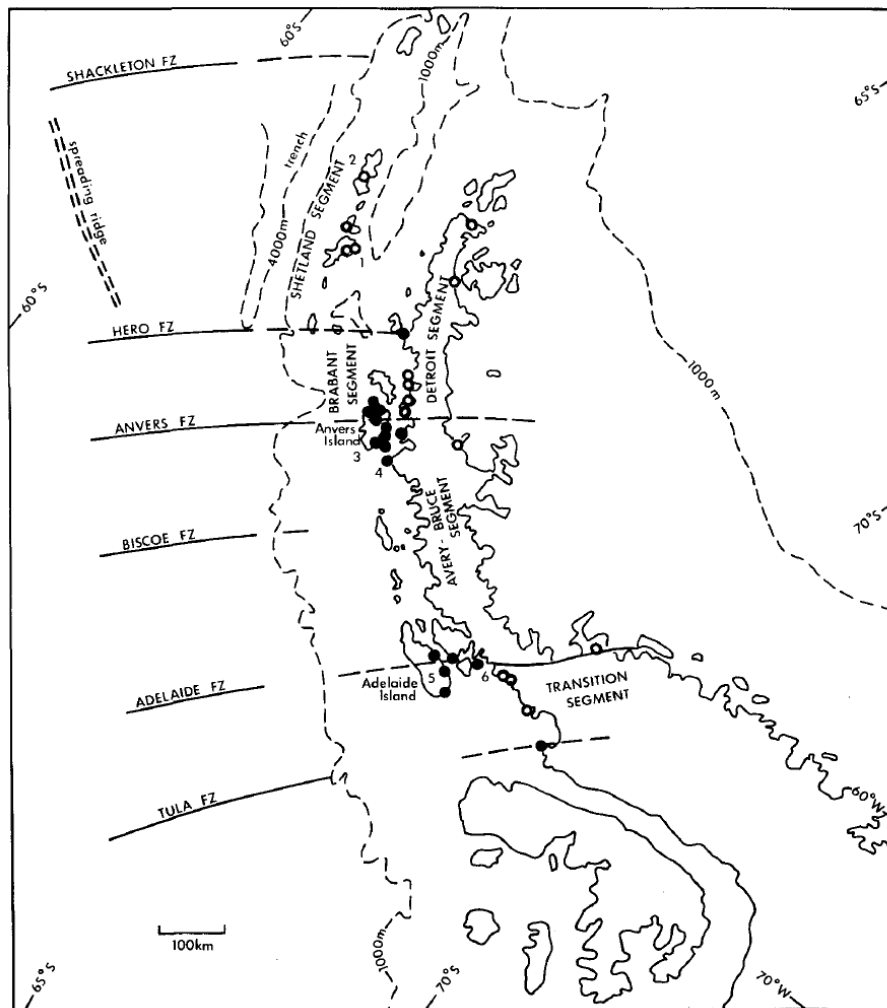 60°S
65°S
SHACKLETON FZ
1000m
trench
2
spreading
ridge
SHETLAND SEGMENT
4000m
60°S
HERO FZ
DETROIT SEGMENT
BRABANT
SEGMENT
1000m
ANVERS FZ
Anvers
Island
3
4
AVERY-BRUCE
SEGMENT
70°S
BISCOE FZ
Adelaide
Island
5
6
TRANSITION
SEGMENT
ADELAIDE FZ
60°W
TULA FZ
100km
1000m
65°S
70°S
70°W